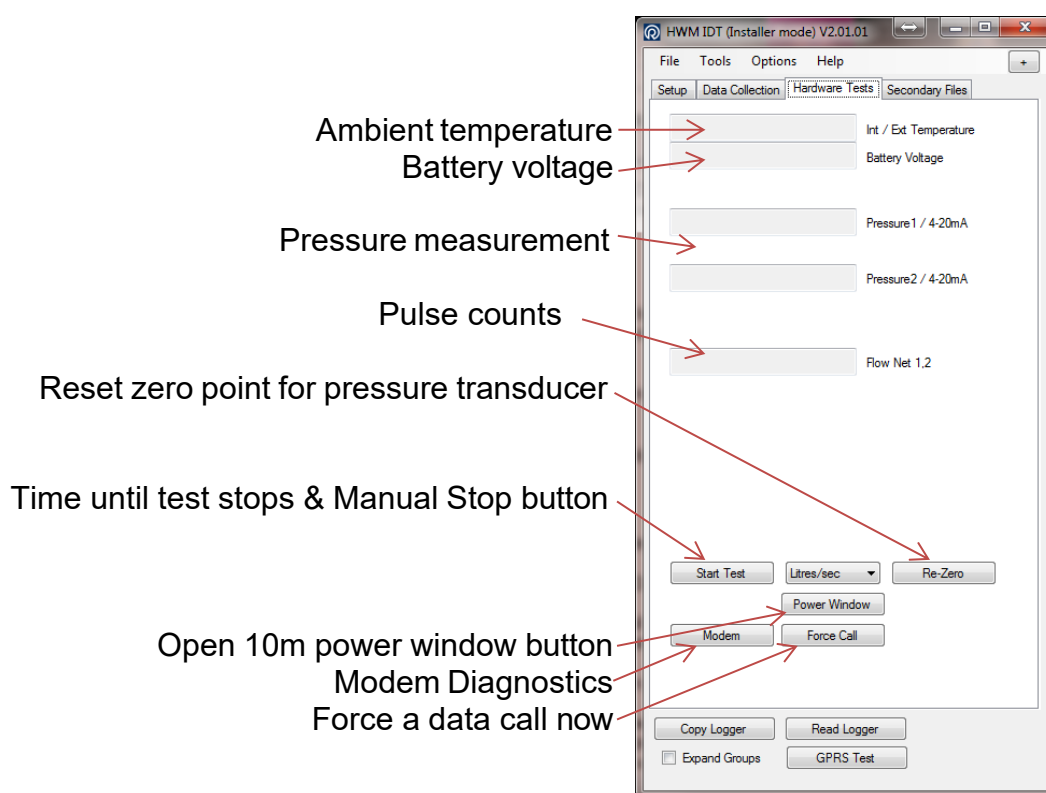 HWM IDT (Installer mode) V2.01.01
File Tools Options Help +
Setup Data Collection Hardware Tests Secondary Files
Ambient temperature
Int / Ext Temperature
Battery voltage
Battery Voltage
Pressure measurement
Pressure1 / 4-20mA
Pressure2 / 4-20mA
Pulse counts
Flow Net 1,2
Reset zero point for pressure transducer
Time until test stops & Manual Stop button
Start Test Litres/sec Re-Zero
Power Window
Open 10m power window button
Modem Force Call
Modem Diagnostics
Force a data call now
Copy Logger Read Logger
Expand Groups GPRS Test